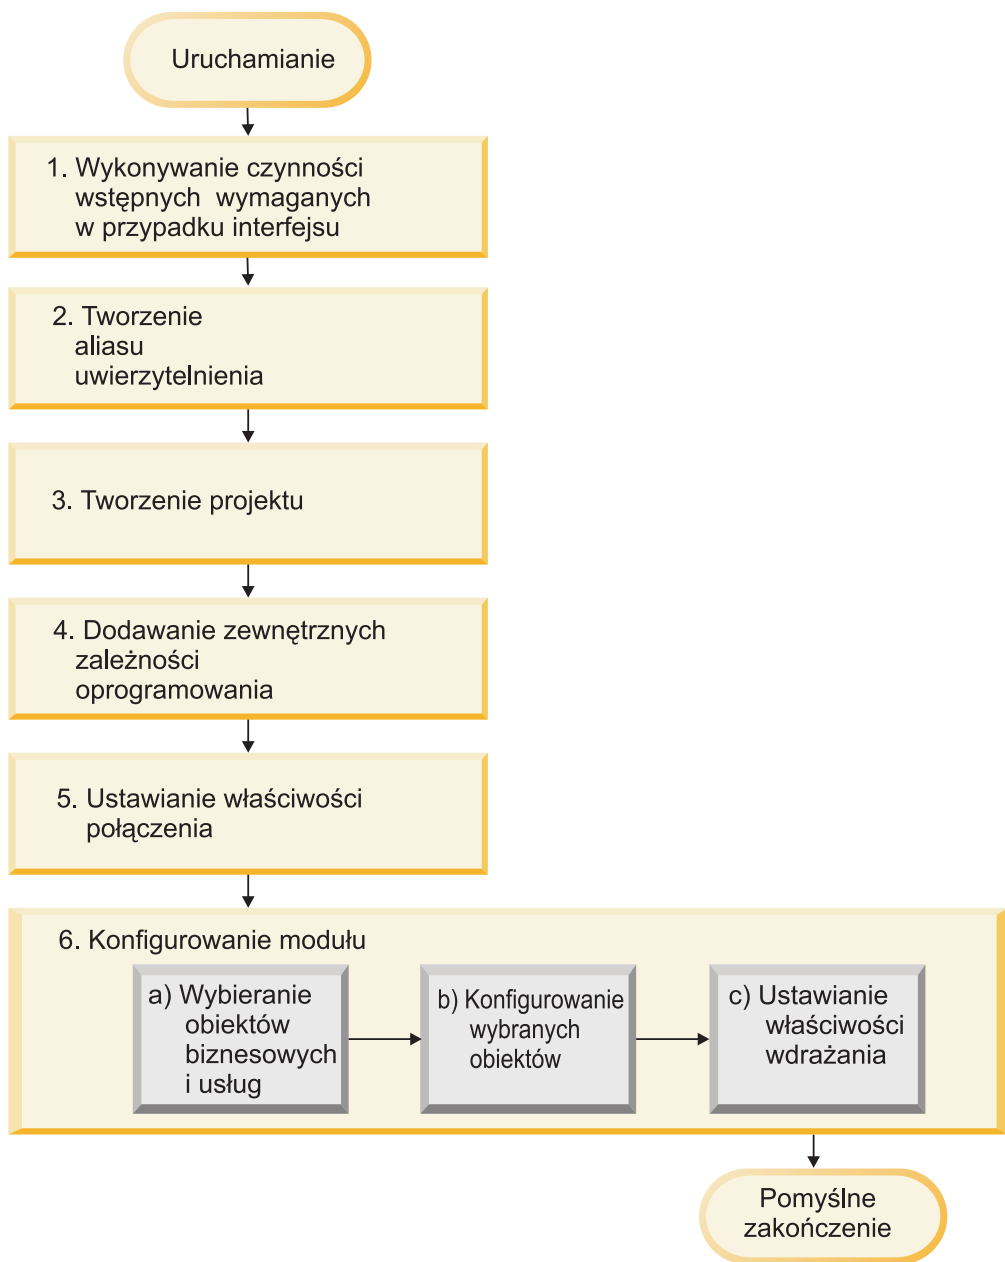 Uruchamianie
1. Wykonywanie czynności
wstępnych wymaganych
w przypadku interfejsu
2. Tworzenie
aliasu
uwierzytelnienia
3. Tworzenie projektu
4. Dodawanie zewnętrznych
zależności
oprogramowania
5. Ustawianie właściwości
połączenia
6. Konfigurowanie modułu
a) Wybieranie
obiektów
biznesowych
i usług
b) Konfigurowanie
wybranych
obiektów
c) Ustawianie
właściwości
wdrażania
Pomyślne
zakończenie